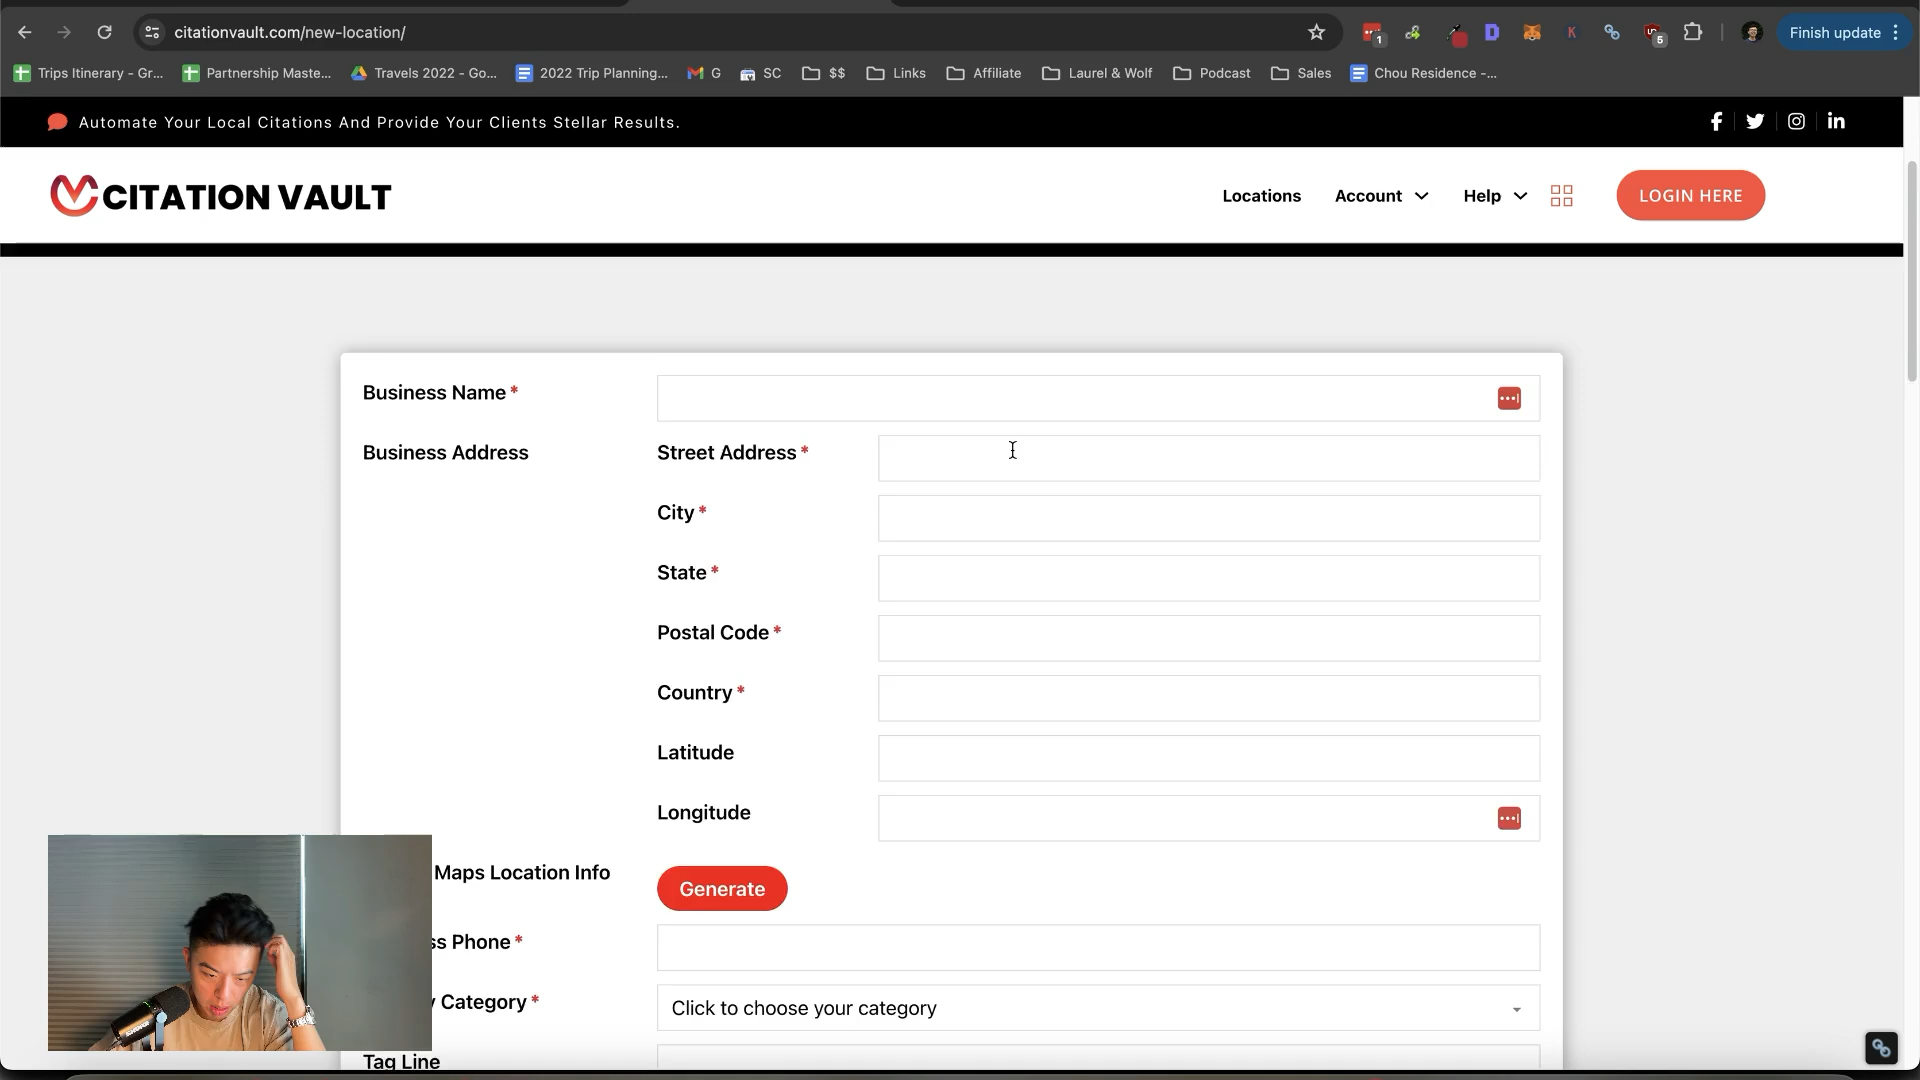 citationvault.com/new-location/
1
D
K
5
Finish update
Trips Itinerary - Gr...
Partnership Maste...
Travels 2022 - Go...
2022 Trip Planning...
G
SC
$$
Links
Affiliate
Laurel & Wolf
Podcast
Sales
Chou Residence -...
Automate Your Local Citations And Provide Your Clients Stellar Results.
CITATION VAULT
Locations
Account
Help
LOGIN HERE
Business Name *
Business Address
Street Address *
City *
State *
Postal Code *
Country *
Latitude
Longitude
Maps Location Info
Generate
ss Phone *
y Category *
Click to choose your category
Tag Line